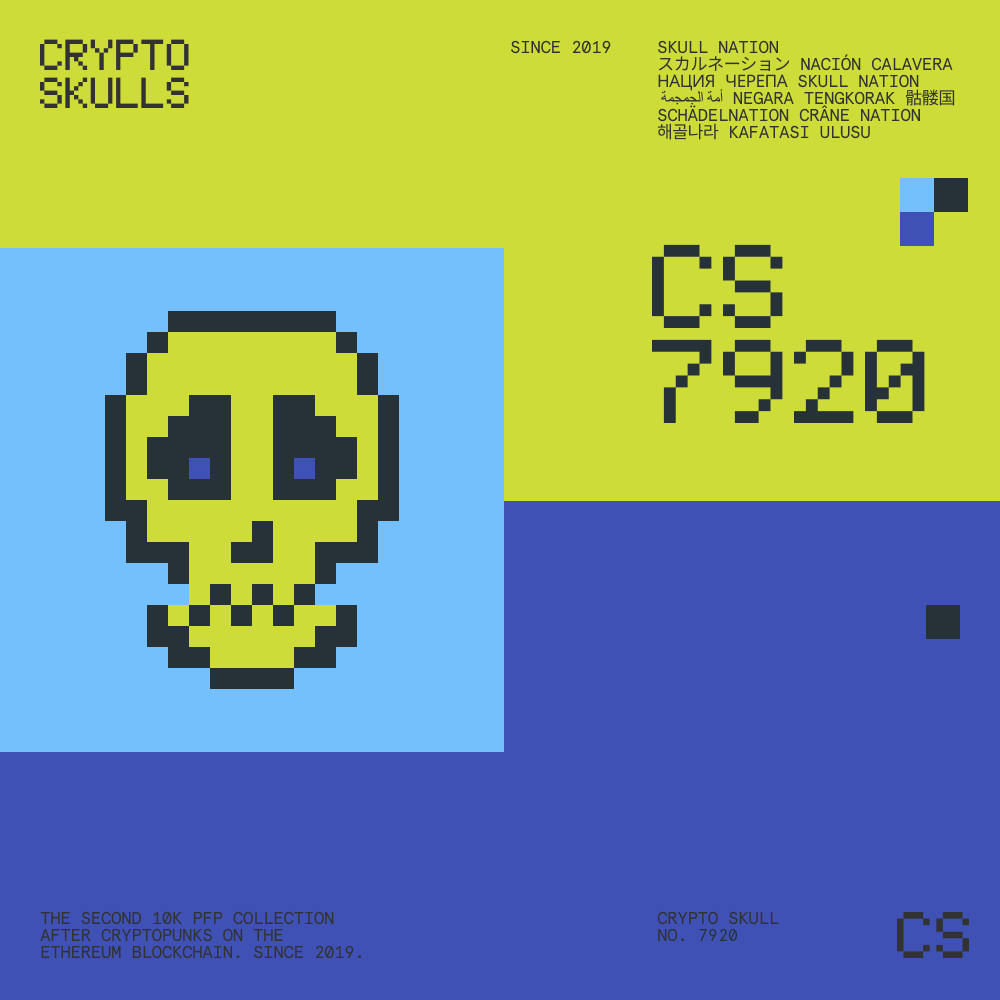 CRYPTO
SKULLS
SINCE 2019
SKULL NATION
スカルネーション NACIÓN CALAVERA
НАЦИЯ ЧЕРЕПА SKULL NATION
أمة الجمجمة NEGARA TENGKORAK 骷髅国
SCHÄDELNATION CRÂNE NATION
해골나라 KAFATASI ULUSU
CS
7920
THE SECOND 10K PFP COLLECTION
AFTER CRYPTOPUNKS ON THE
ETHEREUM BLOCKCHAIN. SINCE 2019.
CRYPTO SKULL
NO. 7920
CS